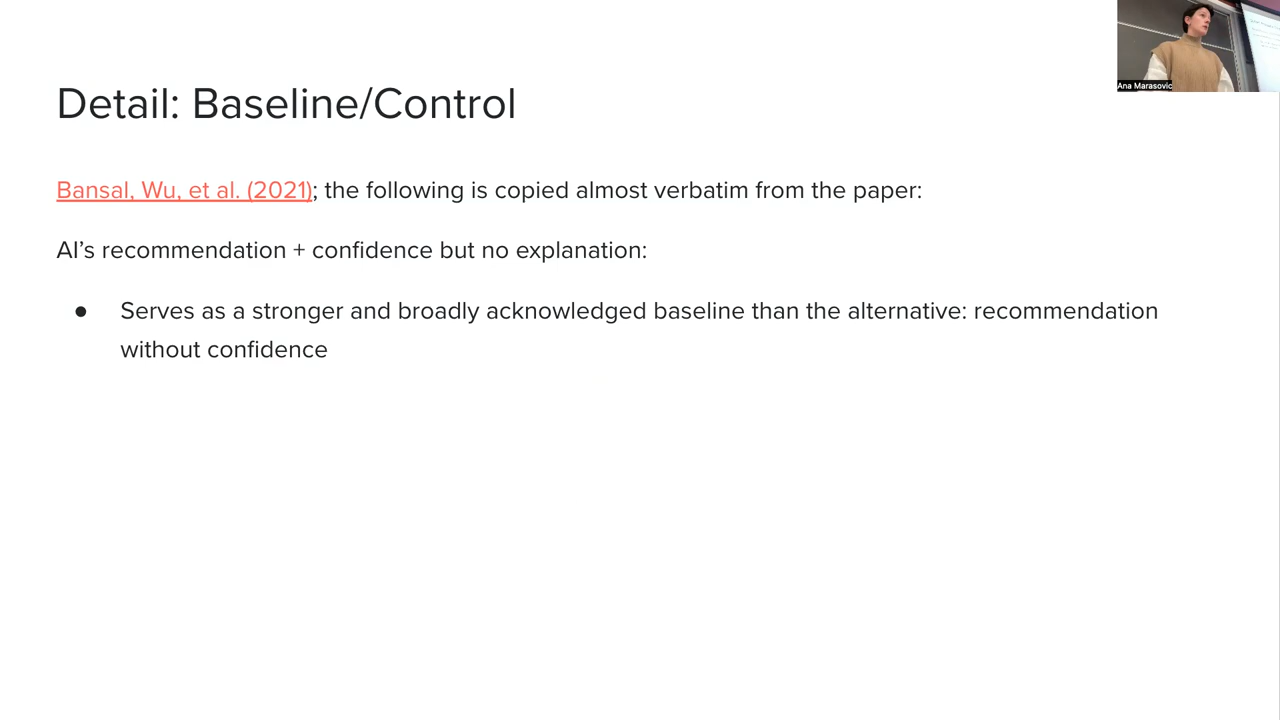 Ana Marasovic
Detail: Baseline/Control
Bansal, Wu, et al. (2021); the following is copied almost verbatim from the paper:
AI’s recommendation + confidence but no explanation:
● Serves as a stronger and broadly acknowledged baseline than the alternative: recommendation
without confidence